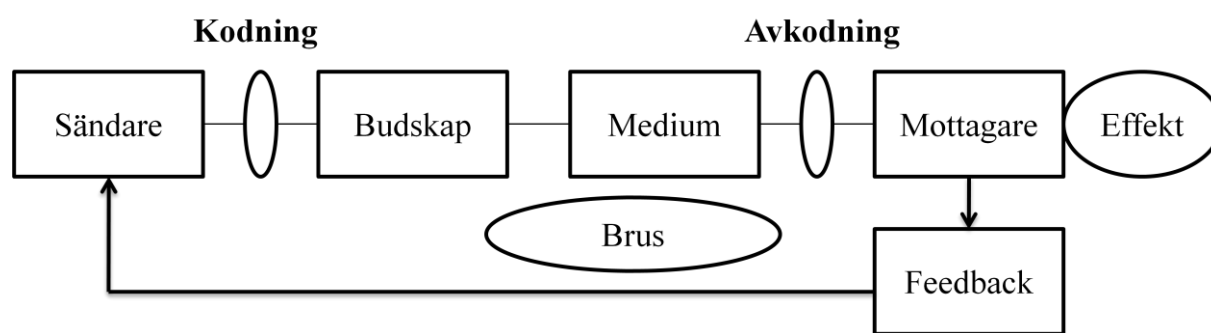 Kodning
Avkodning
Sändare
Budskap
Medium
Mottagare
Effekt
Brus
Feedback